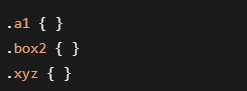 .a1 { }
.box2 { }
.xyz { }